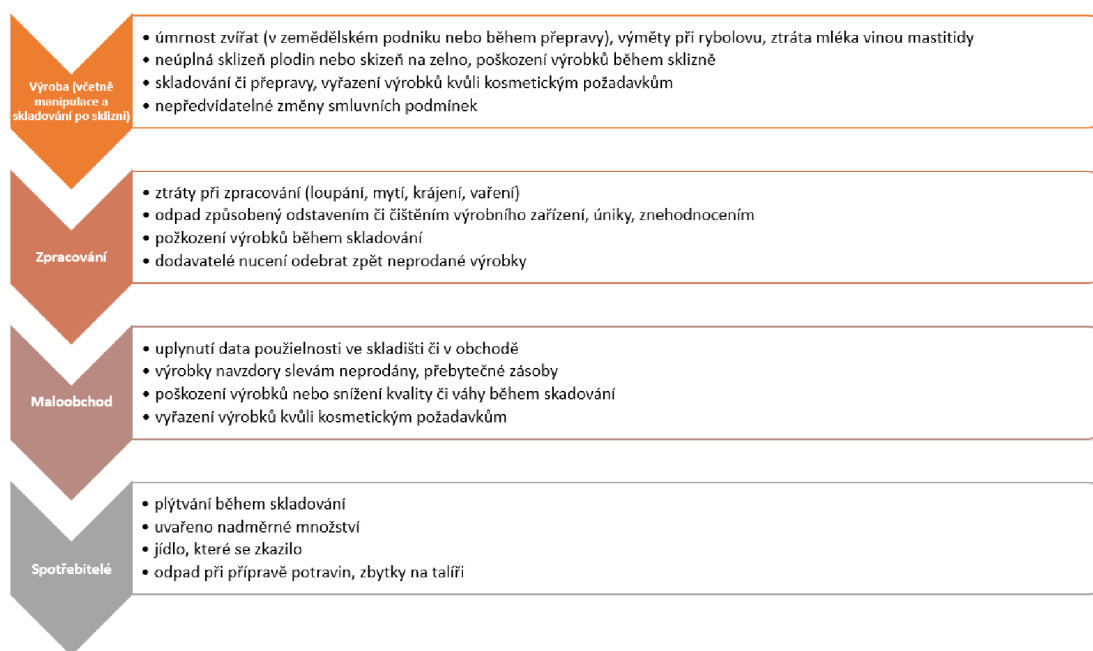 Výroba (včetně
manipulace a
skladování po sklizni)
• úmrnost zvířat (v zemědělském podniku nebo během přepravy), výměty při rybolovu, ztráta mléka vinou mastitidy
• neúplná sklizeň plodin nebo skizeň na zelno, poškození výrobků během sklizně
• skladování či přepravy, vyřazení výrobků kvůli kosmetickým požadavkům
• nepředvídatelné změny smluvních podmínek
Zpracování
• ztráty při zpracování (loupání, mytí, krájení, vaření)
• odpad způsobený odstavením či čištěním výrobního zařízení, úniky, znehodnocením
• požkození výrobků během skladování
• dodavatelé nucení odebrat zpět neprodané výrobky
Maloobchod
• uplynutí data použielnosti ve skladišti či v obchodě
• výrobky navzdory slevám neprodány, přebytečné zásoby
• poškození výrobků nebo snížení kvality či váhy během skadování
• vyřazení výrobků kvůli kosmetickým požadavkům
Spotřebitelé
• plýtvání během skladování
• uvařeno nadměrné množství
• jídlo, které se zkazilo
• odpad při přípravě potravin, zbytky na talíři